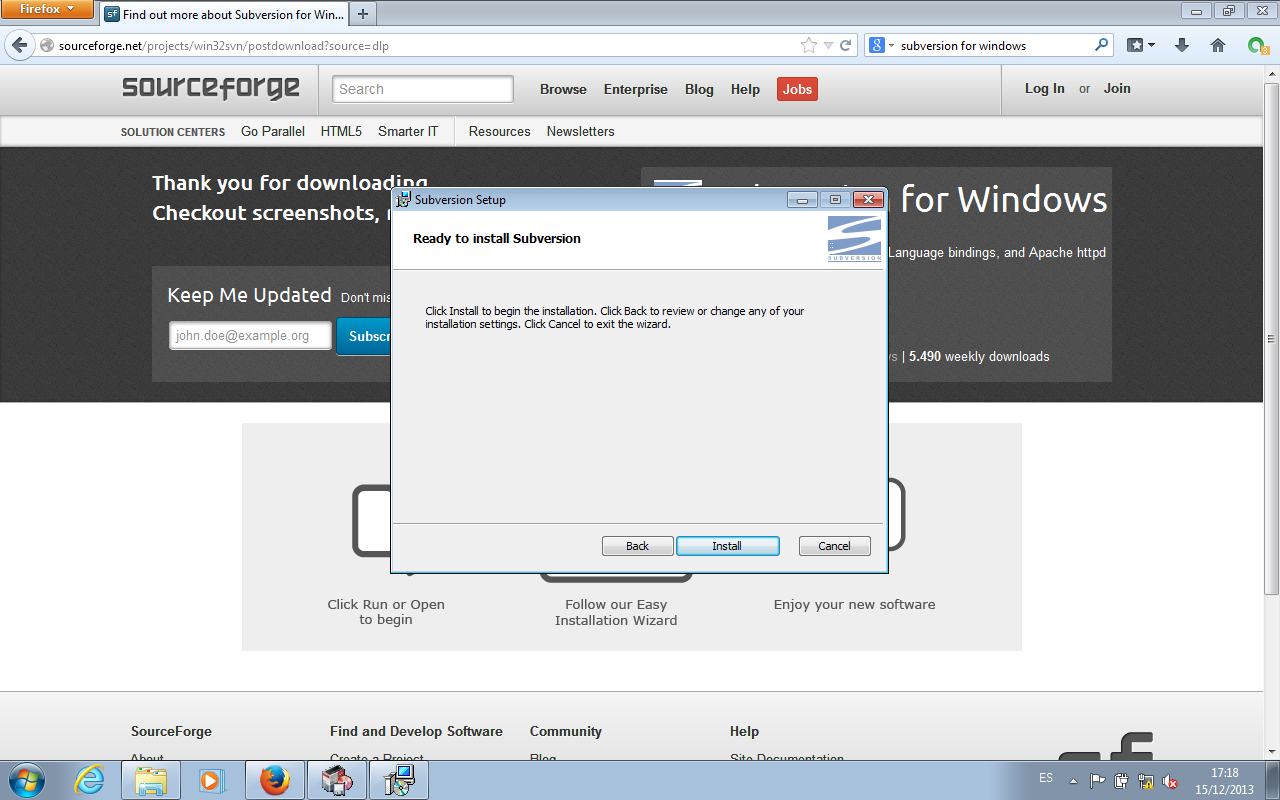 Firefox
Find out more about Subversion for Win...
sourceforge.net/projects/win32svn/postdownload?source=dlp
subversion for windows
sourceforge
Search
Browse Enterprise Blog Help Jobs
Log In or Join
SOLUTION CENTERS Go Parallel HTML5 Smarter IT Resources Newsletters
Thank you for downloading
Checkout screenshots,
for Windows
Language bindings, and Apache httpd
Keep Me Updated Don't
john.doe@example.org
| 5.490 weekly downloads
Subversion Setup
Ready to install Subversion
SUBVERSION
Click Install to begin the installation. Click Back to review or change any of your
installation settings. Click Cancel to exit the wizard.
Back Install Cancel
Click Run or Open
to begin
Follow our Easy
Installation Wizard
Enjoy your new software
SourceForge Find and Develop Software Community Help
About Create a Project Blog Site Documentation
sf
ES
17:18
15/12/2013